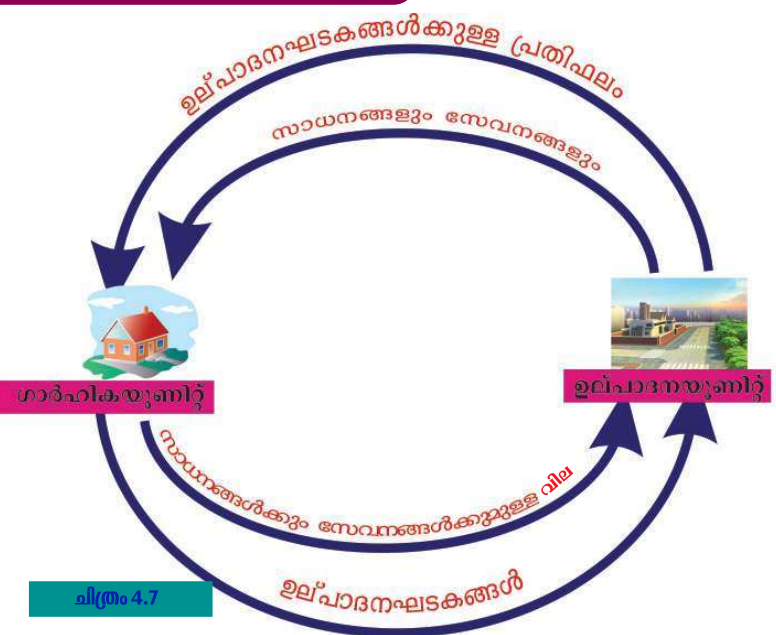 ഉല്പാദനഘടകങ്ങൾക്കുള്ള പ്രതിഫലം
സാധനങ്ങളും സേവനങ്ങളും
ഗാർഹികയുണിറ്റ്
ഉല്പാദനയുണിറ്റ്
സാധനങ്ങൾക്കും സേവനങ്ങൾക്കുമുള്ള വില
ഉല്പാദനഘടകങ്ങൾ
ചിത്രം 4.7